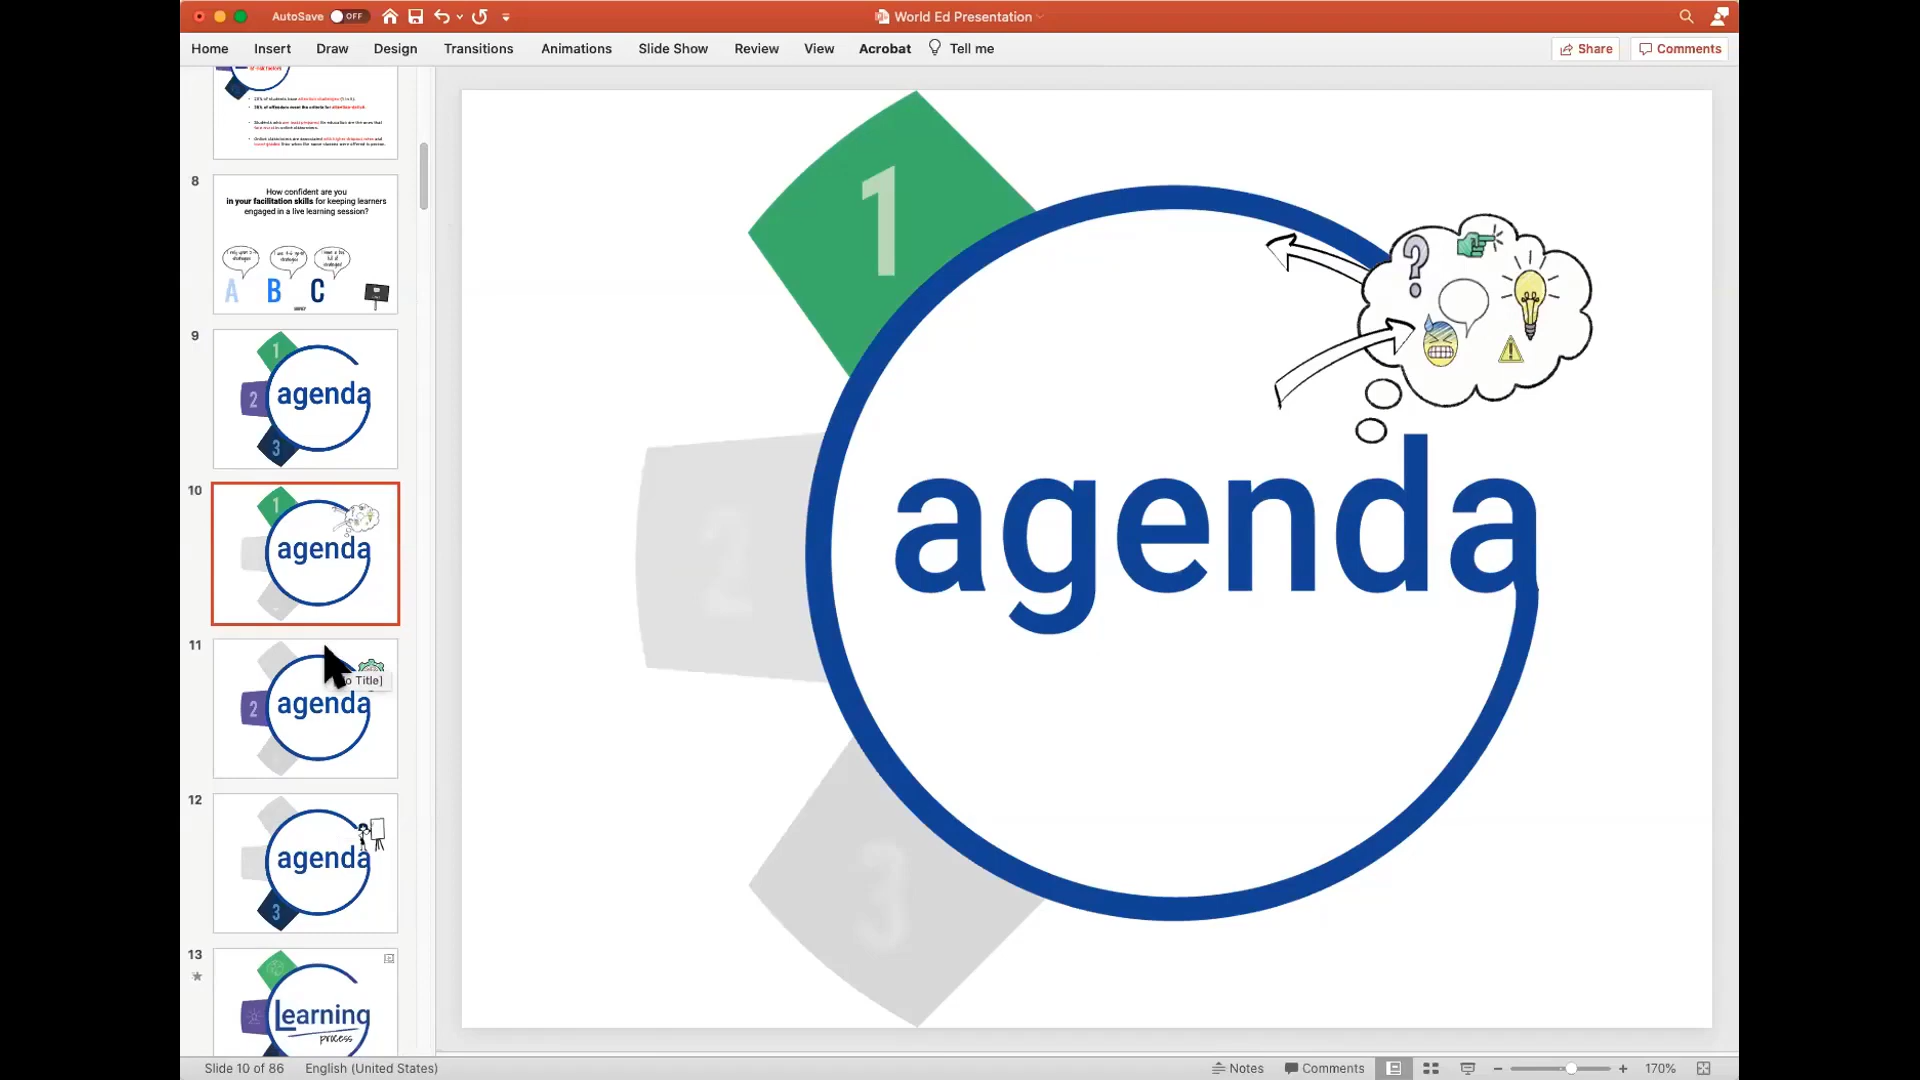 AutoSave OFF
World Ed Presentation
Home Insert Draw Design Transitions Animations Slide Show Review View Acrobat Tell me
Share Comments
of risk factors
8
How confident are you
in your facilitation skills for keeping learners
engaged in a live learning session?
A B C
9
1
agenda
2
3
10
1
agenda
11
o Title]
2
agenda
12
agenda
3
13
Learning
process
1
?
!
agenda
2
3
Slide 10 of 86 English (United States)
Notes Comments 170%